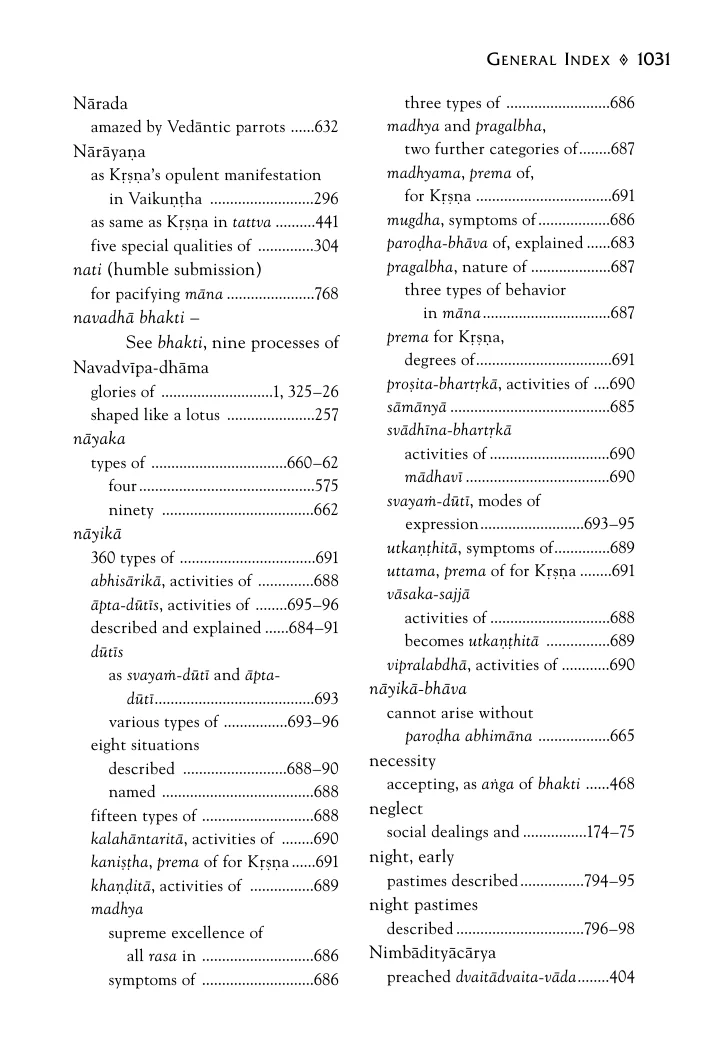 GENERAL INDEX ◈ 1031
Nārada
amazed by Vedāntic parrots ......632
Nārāyaṇa
as Kṛṣṇa's opulent manifestation
in Vaikuṇṭha ..........................296
as same as Kṛṣṇa in tattva ..........441
five special qualities of ..............304
nati (humble submission)
for pacifying māna ......................768
navadhā bhakti –
See bhakti, nine processes of
Navadvīpa-dhāma
glories of ............................1, 325–26
shaped like a lotus ......................257
nāyaka
types of ..................................660–62
four............................................575
ninety ......................................662
nāyikā
360 types of ..................................691
abhisārikā, activities of ..............688
āpta-dūtīs, activities of ........695–96
described and explained ......684–91
dūtīs
as svayaṁ-dūtī and āpta-
dūtī........................................693
various types of ................693–96
eight situations
described ..........................688–90
named ......................................688
fifteen types of ............................688
kalahāntaritā, activities of ........690
kaniṣṭha, prema of for Kṛṣṇa......691
khaṇḍitā, activities of ................689
madhya
supreme excellence of
all rasa in ............................686
symptoms of ............................686
three types of ..........................686
madhya and pragalbha,
two further categories of........687
madhyama, prema of,
for Kṛṣṇa ..................................691
mugdha, symptoms of..................686
paroḍha-bhāva of, explained ......683
pragalbha, nature of ....................687
three types of behavior
in māna................................687
prema for Kṛṣṇa,
degrees of..................................691
proṣita-bhartṛkā, activities of ....690
sāmānyā ........................................685
svādhīna-bhartṛkā
activities of ..............................690
mādhavī ....................................690
svayaṁ-dūtī, modes of
expression..........................693–95
utkaṇṭhitā, symptoms of..............689
uttama, prema of for Kṛṣṇa ........691
vāsaka-sajjā
activities of ..............................688
becomes utkaṇṭhitā ................689
vipralabdhā, activities of ............690
nāyikā-bhāva
cannot arise without
paroḍha abhimāna ..................665
necessity
accepting, as aṅga of bhakti ......468
neglect
social dealings and ................174–75
night, early
pastimes described................794–95
night pastimes
described ................................796–98
Nimbādityācārya
preached dvaitādvaita-vāda........404